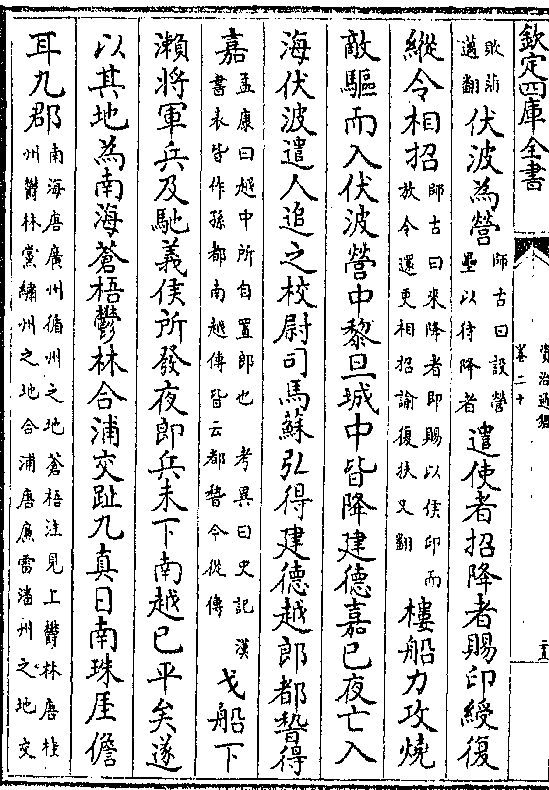 欽定四庫全書
資治通鑑
卷二十
二十五
敗蒲邁翻伏波為營師古曰設營壘以待降者遣使者招降者賜印綬復
縱令相招師古曰來降者即賜以侯印而放令還更相招諭復扶又翻樓船力攻燒
敵驅而入伏波營中黎旦城中皆降建德嘉已夜亡入
海伏波遣人追之校尉司馬蘇弘得建德越郎都嵇得
嘉孟康曰越中所自置郎也考異曰史記漢書表皆作孫都南越傳皆云都嵇今從傳戈船下
瀨將軍兵及馳義侯所發夜郎兵未下南越已平矣遂
以其地為南海蒼梧鬱林合浦交趾九真日南珠厓儋
耳九郡南海唐廣州循州之地蒼梧注見上鬱林唐桂州鬱林黨繡州之地合浦唐廉雷潘州之地交